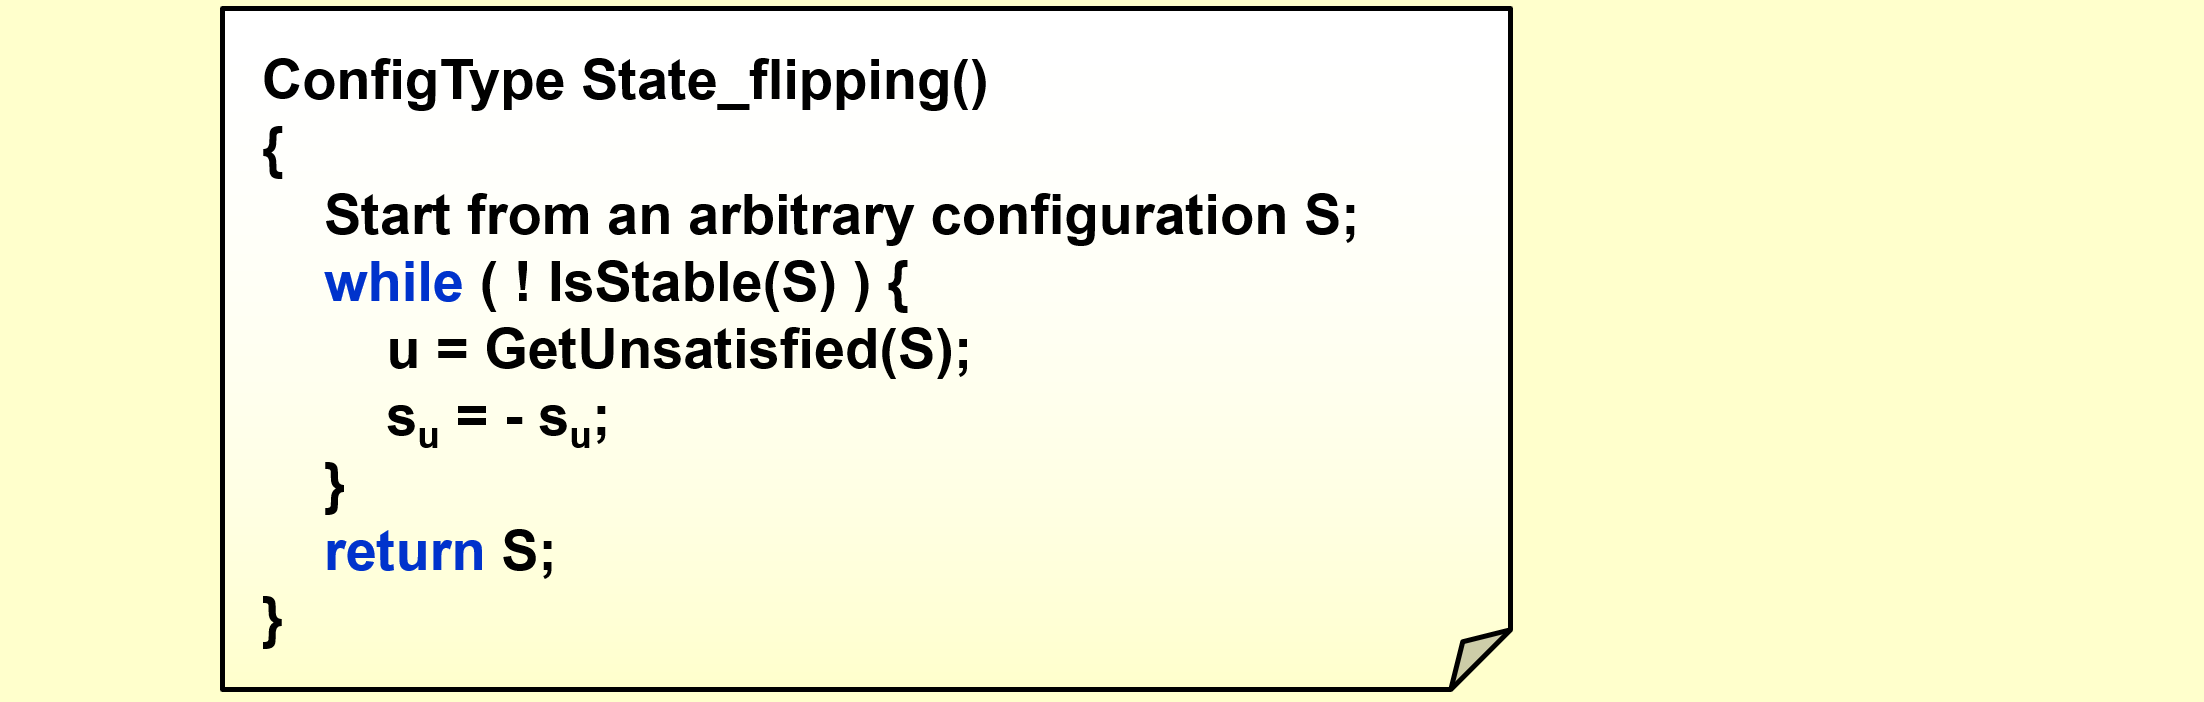 ConfigType State_flipping()
{
Start from an arbitrary configuration S;
while ( ! IsStable(S) ) {
u = GetUnsatisfied(S);
s_u = - s_u;
}
return S;
}